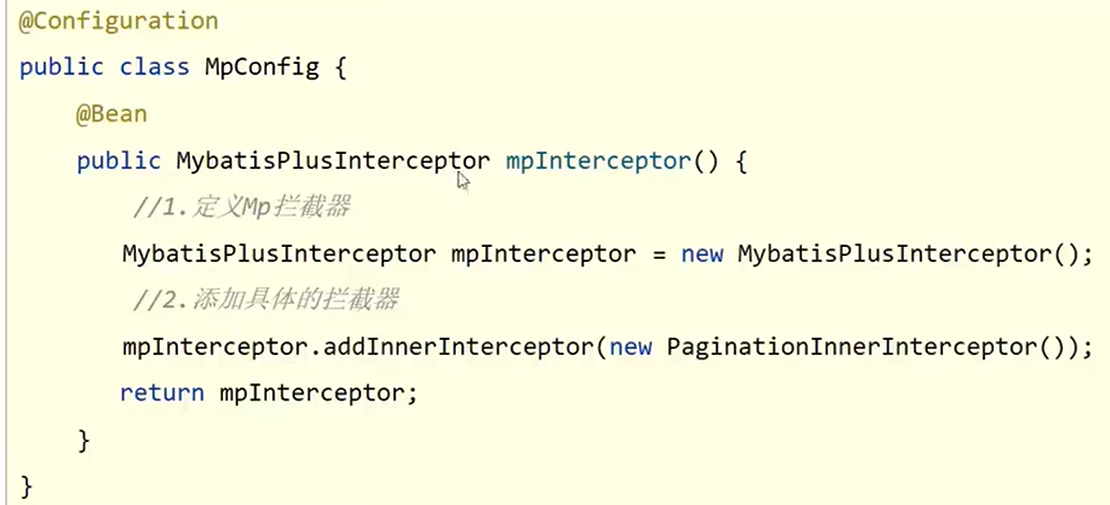 @Configuration
public class MpConfig {
@Bean
public MybatisPlusInterceptor mpInterceptor() {
//1.定义Mp拦截器
MybatisPlusInterceptor mpInterceptor = new MybatisPlusInterceptor();
//2.添加具体的拦截器
mpInterceptor.addInnerInterceptor(new PaginationInnerInterceptor());
return mpInterceptor;
}
}